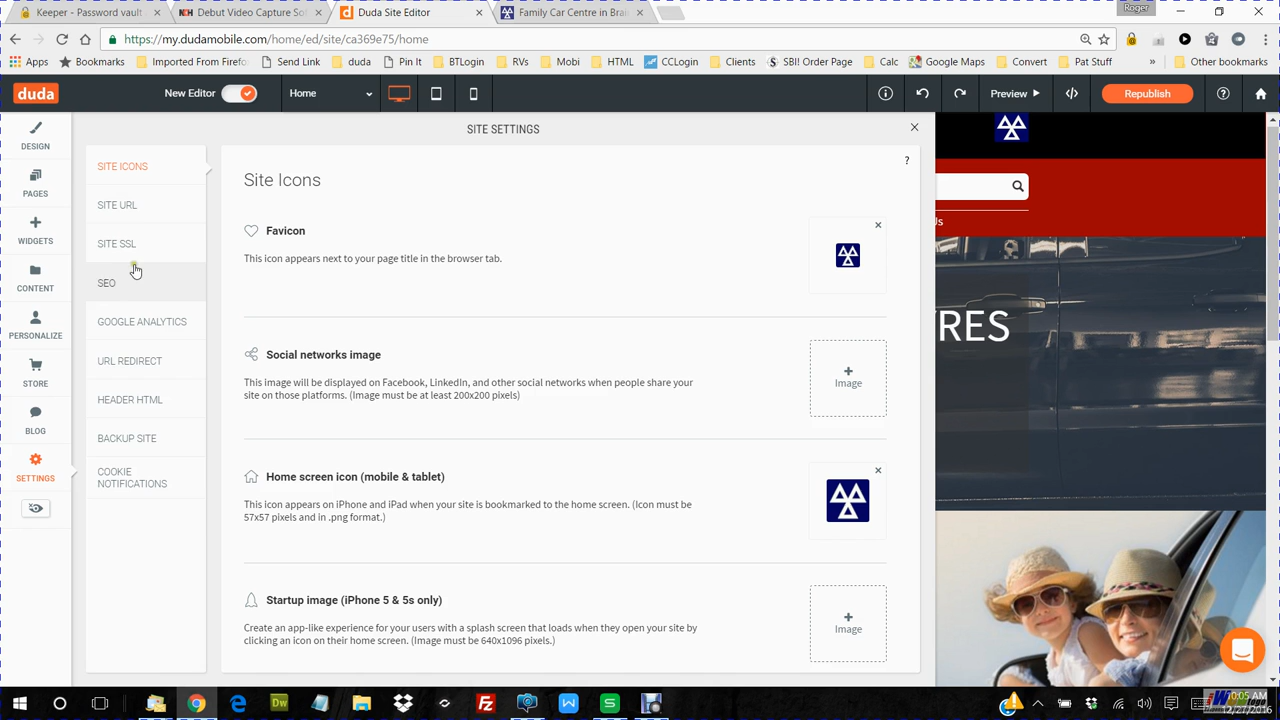 Roger
Keeper - Password vault
Debut Video Capture Sof
Duda Site Editor
Family Car Centre in Brai
https://my.dudamobile.com/home/ed/site/ca369e75/home
Apps Bookmarks Imported From Firefo Send Link duda Pin It BTLogin RVs Mobi HTML CCLogin Clients SBI! Order Page Calc Google Maps Convert Pat Stuff » Other bookmarks
duda New Editor Home Preview </> Republish ?
DESIGN
PAGES
WIDGETS
CONTENT
PERSONALIZE
STORE
BLOG
SETTINGS
SITE SETTINGS
SITE ICONS
SITE URL
SITE SSL
SEO
GOOGLE ANALYTICS
URL REDIRECT
HEADER HTML
BACKUP SITE
COOKIE
NOTIFICATIONS
?
Site Icons
Favicon
This icon appears next to your page title in the browser tab.
Social networks image
This image will be displayed on Facebook, LinkedIn, and other social networks when people share your
site on those platforms. (Image must be at least 200x200 pixels)
+
Image
Home screen icon (mobile & tablet)
This icon appears on iPhone and iPad when your site is bookmarked to the home screen. (Icon must be
57x57 pixels and in .png format.)
Startup image (iPhone 5 & 5s only)
Create an app-like experience for your users with a splash screen that loads when they open your site by
clicking an icon on their home screen. (Image must be 640x1096 pixels.)
+
Image
Us
YRES
10:05 AM
12/27/2016